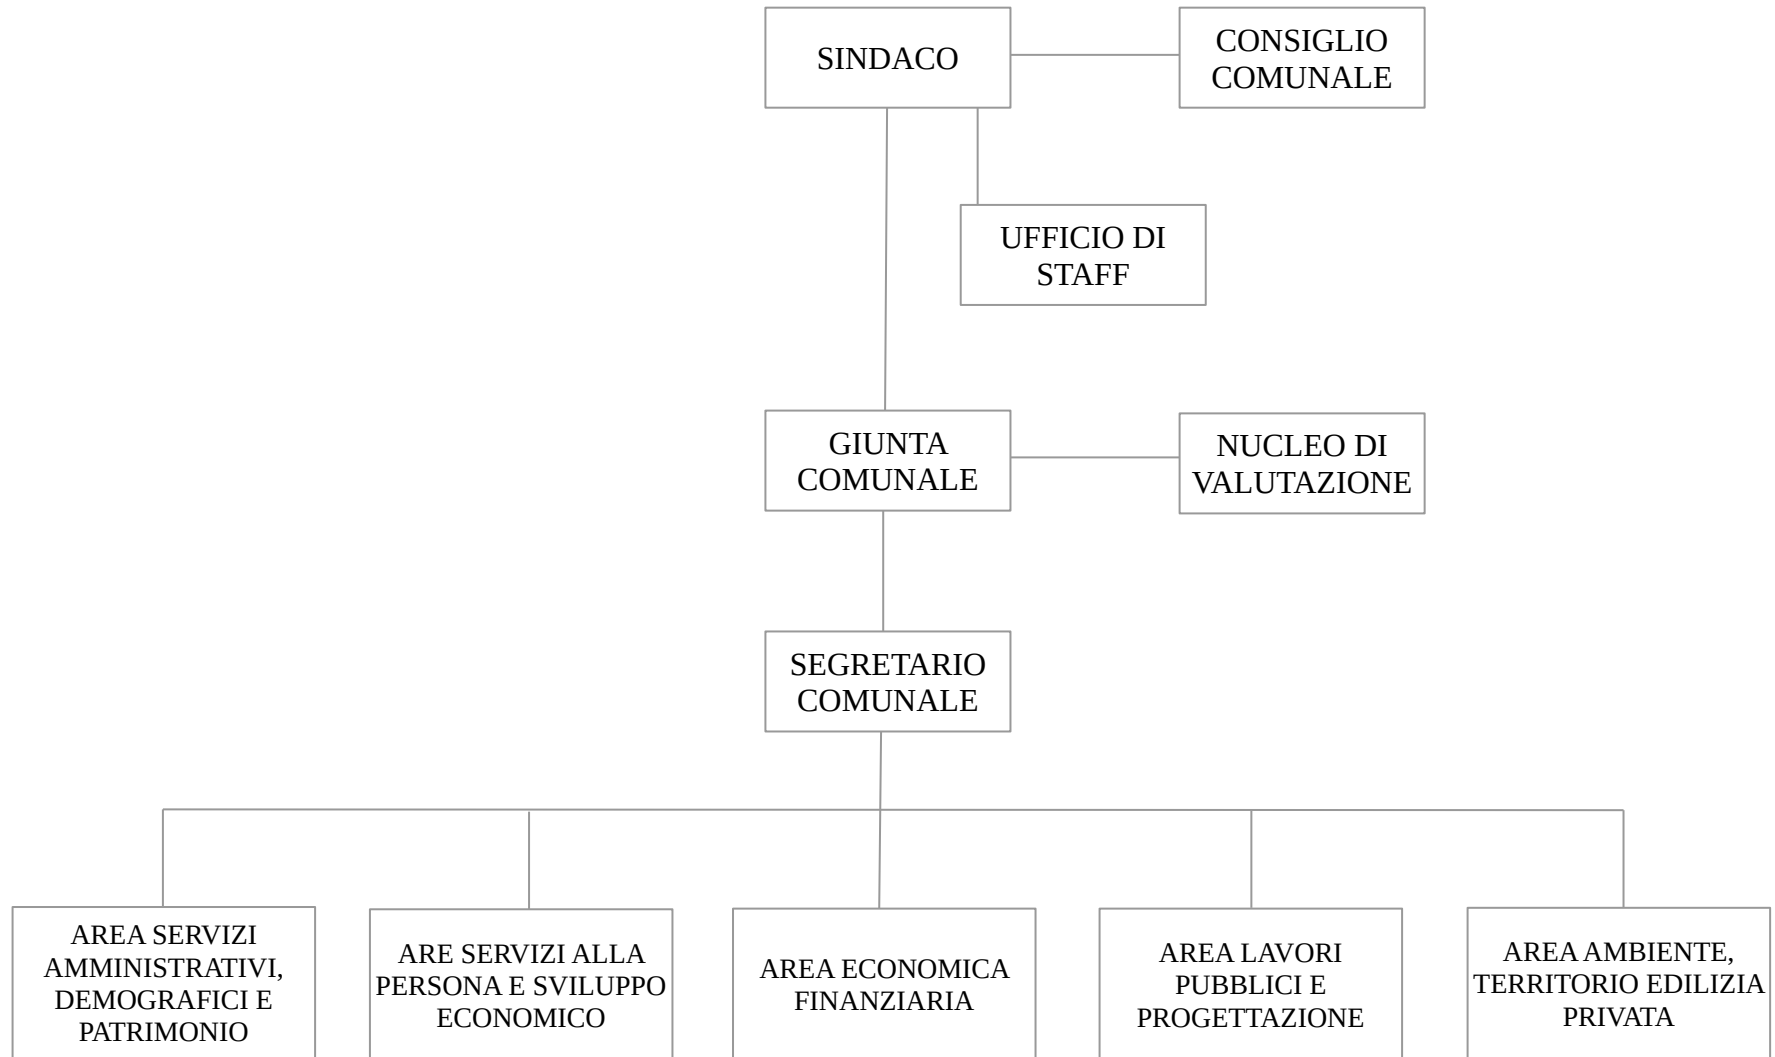 SINDACO
CONSIGLIO
COMUNALE
UFFICIO DI
STAFF
GIUNTA
COMUNALE
NUCLEO DI
VALUTAZIONE
SEGRETARIO
COMUNALE
AREA SERVIZI
AMMINISTRATIVI,
DEMOGRAFICI E
PATRIMONIO
ARE SERVIZI ALLA
PERSONA E SVILUPPO
ECONOMICO
AREA ECONOMICA
FINANZIARIA
AREA LAVORI
PUBBLICI E
PROGETTAZIONE
AREA AMBIENTE,
TERRITORIO EDILIZIA
PRIVATA